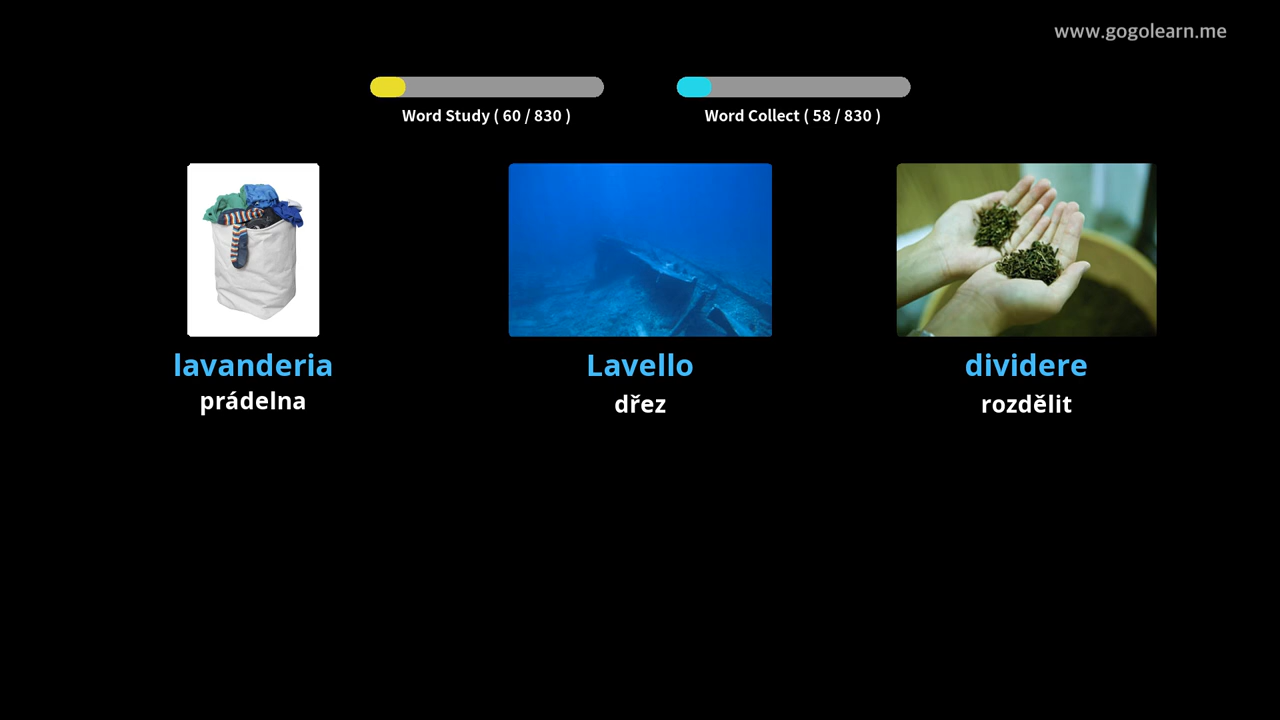 www.gogolearn.me
Word Study ( 60 / 830 )
Word Collect ( 58 / 830 )
lavanderia
prádelna
Lavello
dřez
dividere
rozdělit